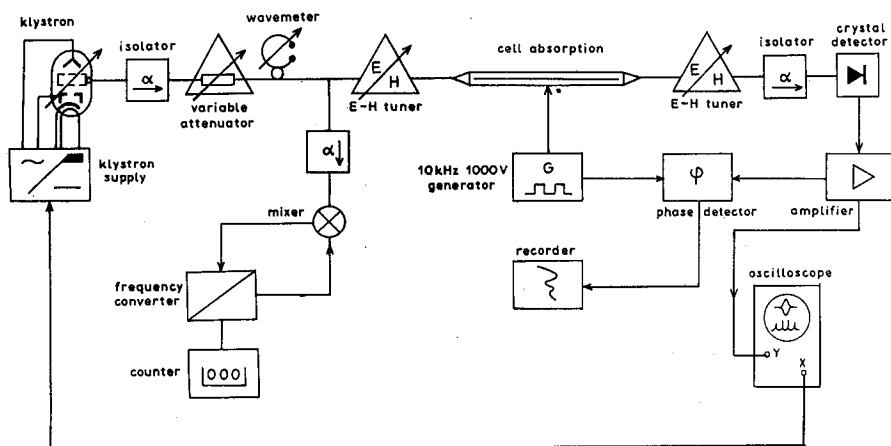 klystron
isolator
α
variable
attenuator
wavemeter
E
H
E-H tuner
cell absorption
E
H
E-H tuner
isolator
α
crystal
detector
klystron
supply
α
mixer
10kHz 1000V
generator
G
φ
phase detector
amplifier
recorder
frequency
converter
counter
000
oscilloscope
Y
X